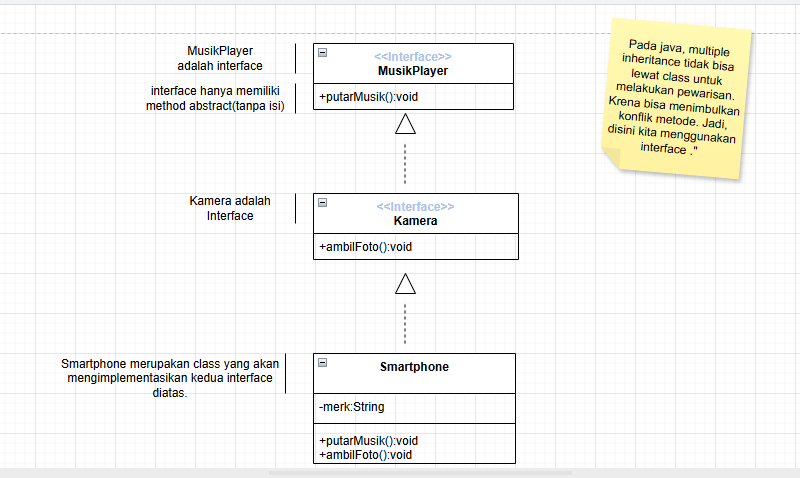 MusikPlayer
adalah interface
interface hanya memiliki
method abstract(tanpa isi)
<<Interface>>
MusikPlayer
+putarMusik():void
Pada java, multiple
inheritance tidak bisa
lewat class untuk
melakukan pewarisan.
Krena bisa menimbulkan
konflik metode. Jadi,
disini kita menggunakan
interface ."
Kamera adalah
Interface
<<Interface>>
Kamera
+ambilFoto():void
Smartphone merupakan class yang akan
mengimplementasikan kedua interface
diatas.
Smartphone
-merk:String
+putarMusik():void
+ambilFoto():void